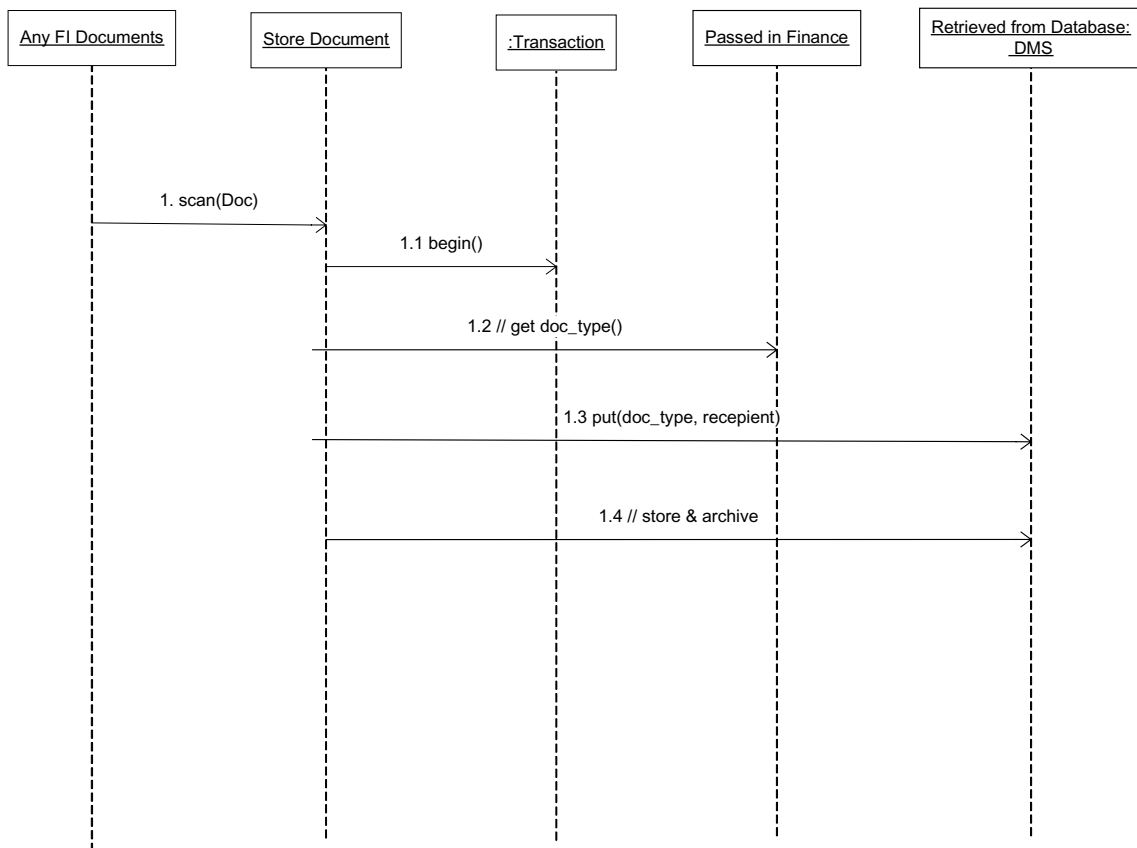 Any FI Documents
Store Document
:Transaction
Passed in Finance
Retrieved from Database:
DMS
1. scan(Doc)
1.1 begin()
1.2 // get doc_type()
1.3 put(doc_type, recepient)
1.4 // store & archive